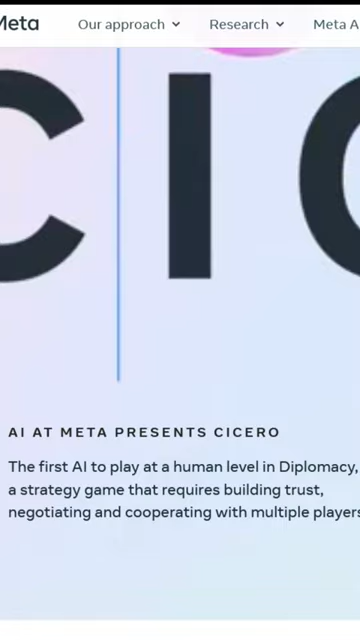 Meta Our approach Research Meta A
C I C
AI AT META PRESENTS CICERO
The first AI to play at a human level in Diplomacy,
a strategy game that requires building trust,
negotiating and cooperating with multiple players